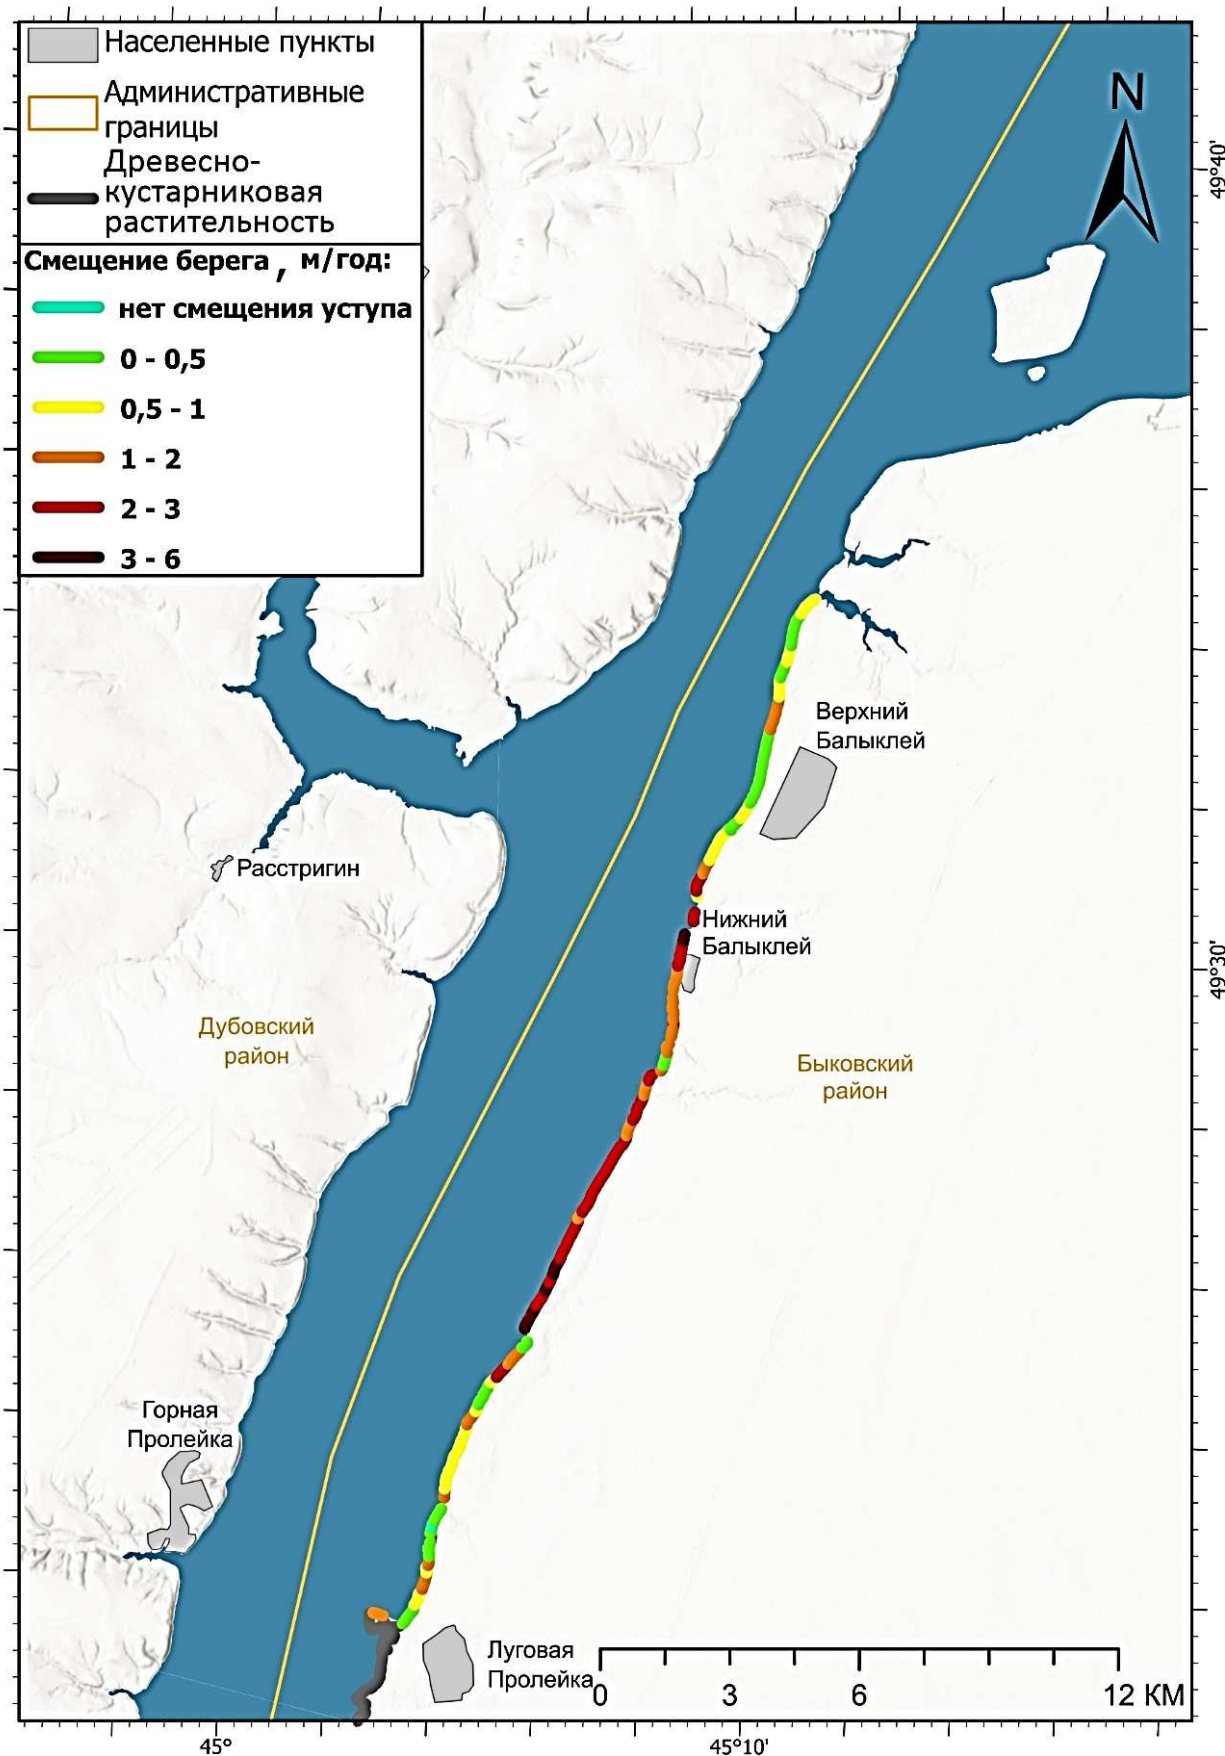 Населенные пункты
Административные
границы
Древесно-
кустарниковая
растительность
Смещение берега , м/год:
нет смещения уступа
0 - 0,5
0,5 - 1
1 - 2
2 - 3
3 - 6
N
49°40'
Верхний
Балыклей
Расстригин
Нижний
Балыклей
49°30'
Дубовский
район
Быковский
район
Горная
Пролейка
Луговая
Пролейка
0 3 6 12 КМ
45° 45°10'